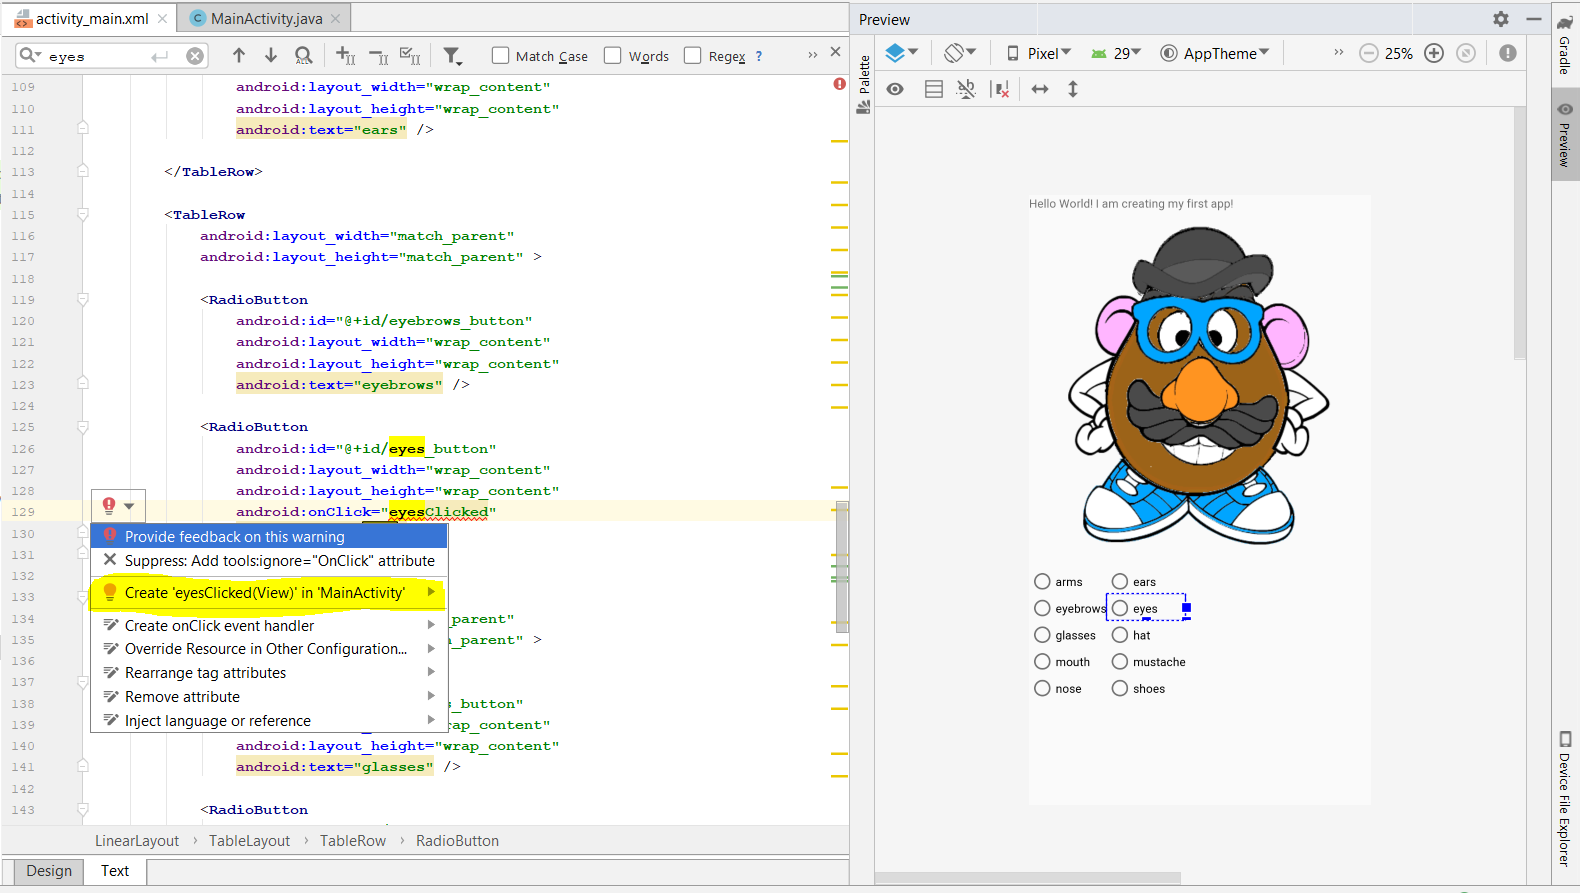 activity_main.xml
MainActivity.java
eyes
Match Case
Words
Regex ?
109 android:layout_width="wrap_content"
110 android:layout_height="wrap_content"
111 android:text="ears" />
112
113 </TableRow>
114
115 <TableRow
116 android:layout_width="match_parent"
117 android:layout_height="match_parent" >
118
119 <RadioButton
120 android:id="@+id/eyebrows_button"
121 android:layout_width="wrap_content"
122 android:layout_height="wrap_content"
123 android:text="eyebrows" />
124
125 <RadioButton
126 android:id="@+id/eyes_button"
127 android:layout_width="wrap_content"
128 android:layout_height="wrap_content"
129 android:onClick="eyesClicked"
130
131
132
133
134 _parent"
135 h_parent" >
136
137
138 s_button"
139 rap_content"
140 android:layout_height="wrap_content"
141 android:text="glasses" />
142
143 <RadioButton
Provide feedback on this warning
Suppress: Add tools:ignore="OnClick" attribute
Create 'eyesClicked(View)' in 'MainActivity'
Create onClick event handler
Override Resource in Other Configuration...
Rearrange tag attributes
Remove attribute
Inject language or reference
LinearLayout › TableLayout › TableRow › RadioButton
Design
Text
Preview
Palette
Pixel
29
AppTheme
25%
Hello World! I am creating my first app!
arms
ears
eyebrows
eyes
glasses
hat
mouth
mustache
nose
shoes
Gradle
Preview
Device File Explorer